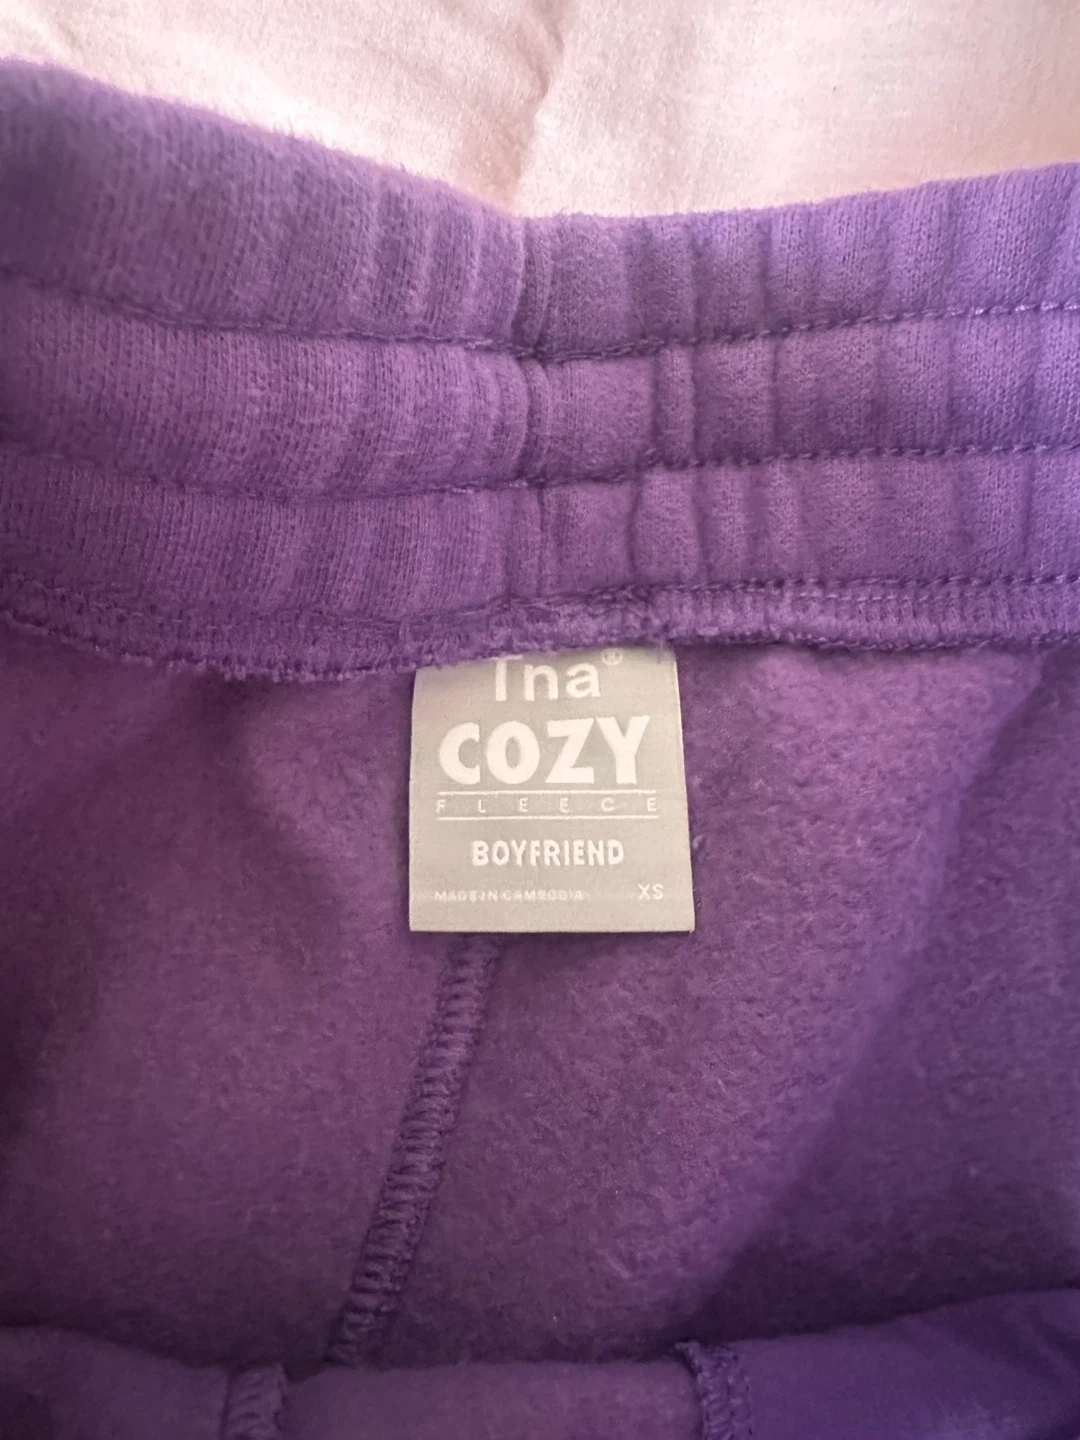 Tna®
COZY
FLEECE
BOYFRIEND
MADE IN CAMBODIA XS